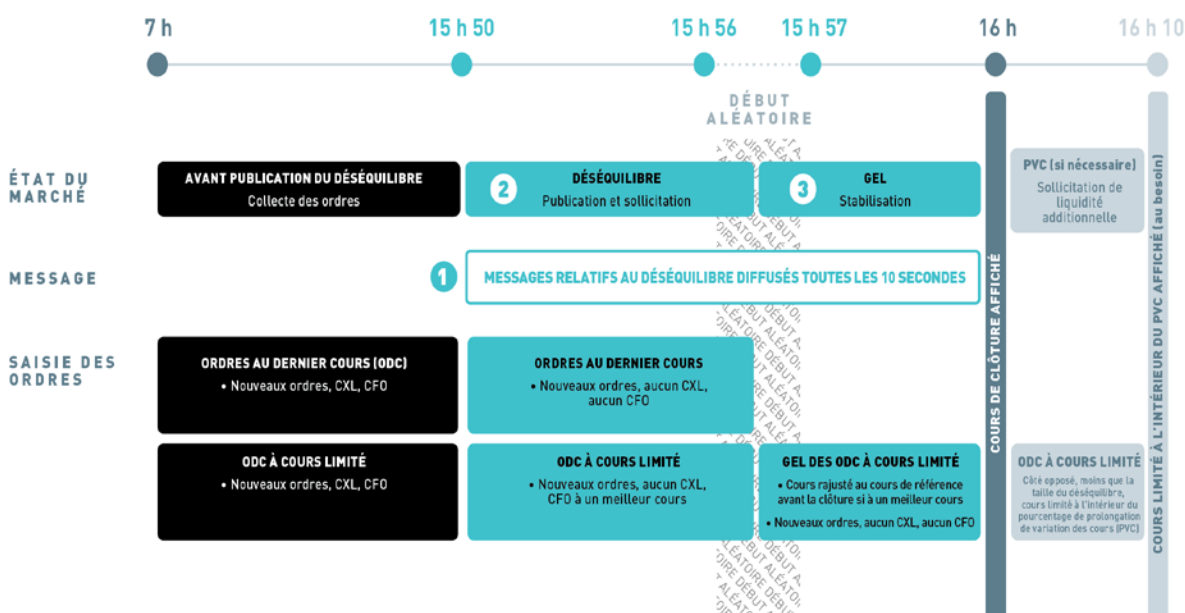 7 h
15 h 50
15 h 56
15 h 57
16 h
16 h 10
DÉBUT
ALÉATOIRE
ÉTAT DU
MARCHÉ
AVANT PUBLICATION DU DÉSÉQUILIBRE
Collecte des ordres
2
DÉSÉQUILIBRE
Publication et sollicitation
3
GEL
Stabilisation
PVC (si nécessaire)
Sollicitation de
liquidité
additionnelle
MESSAGE
1
MESSAGES RELATIFS AU DÉSÉQUILIBRE DIFFUSÉS TOUTES LES 10 SECONDES
SAISIE DES
ORDRES
ORDRES AU DERNIER COURS (ODC)
• Nouveaux ordres, CXL, CFO
ORDRES AU DERNIER COURS
• Nouveaux ordres, aucun CXL,
aucun CFO
ODC À COURS LIMITÉ
• Nouveaux ordres, CXL, CFO
ODC À COURS LIMITÉ
• Nouveaux ordres, aucun CXL,
CFO à un meilleur cours
GEL DES ODC À COURS LIMITÉ
• Cours rajusté au cours de référence
avant la clôture si à un meilleur cours
• Nouveaux ordres, aucun CXL, aucun CFO
ODC À COURS LIMITÉ
Côté opposé, moins que la
taille du déséquilibre,
cours limité à l'intérieur du
pourcentage de prolongation
de variation des cours (PVC)
COURS DE CLÔTURE AFFICHÉ
COURS LIMITÉ À L'INTÉRIEUR DU PVC AFFICHÉ (au besoin)